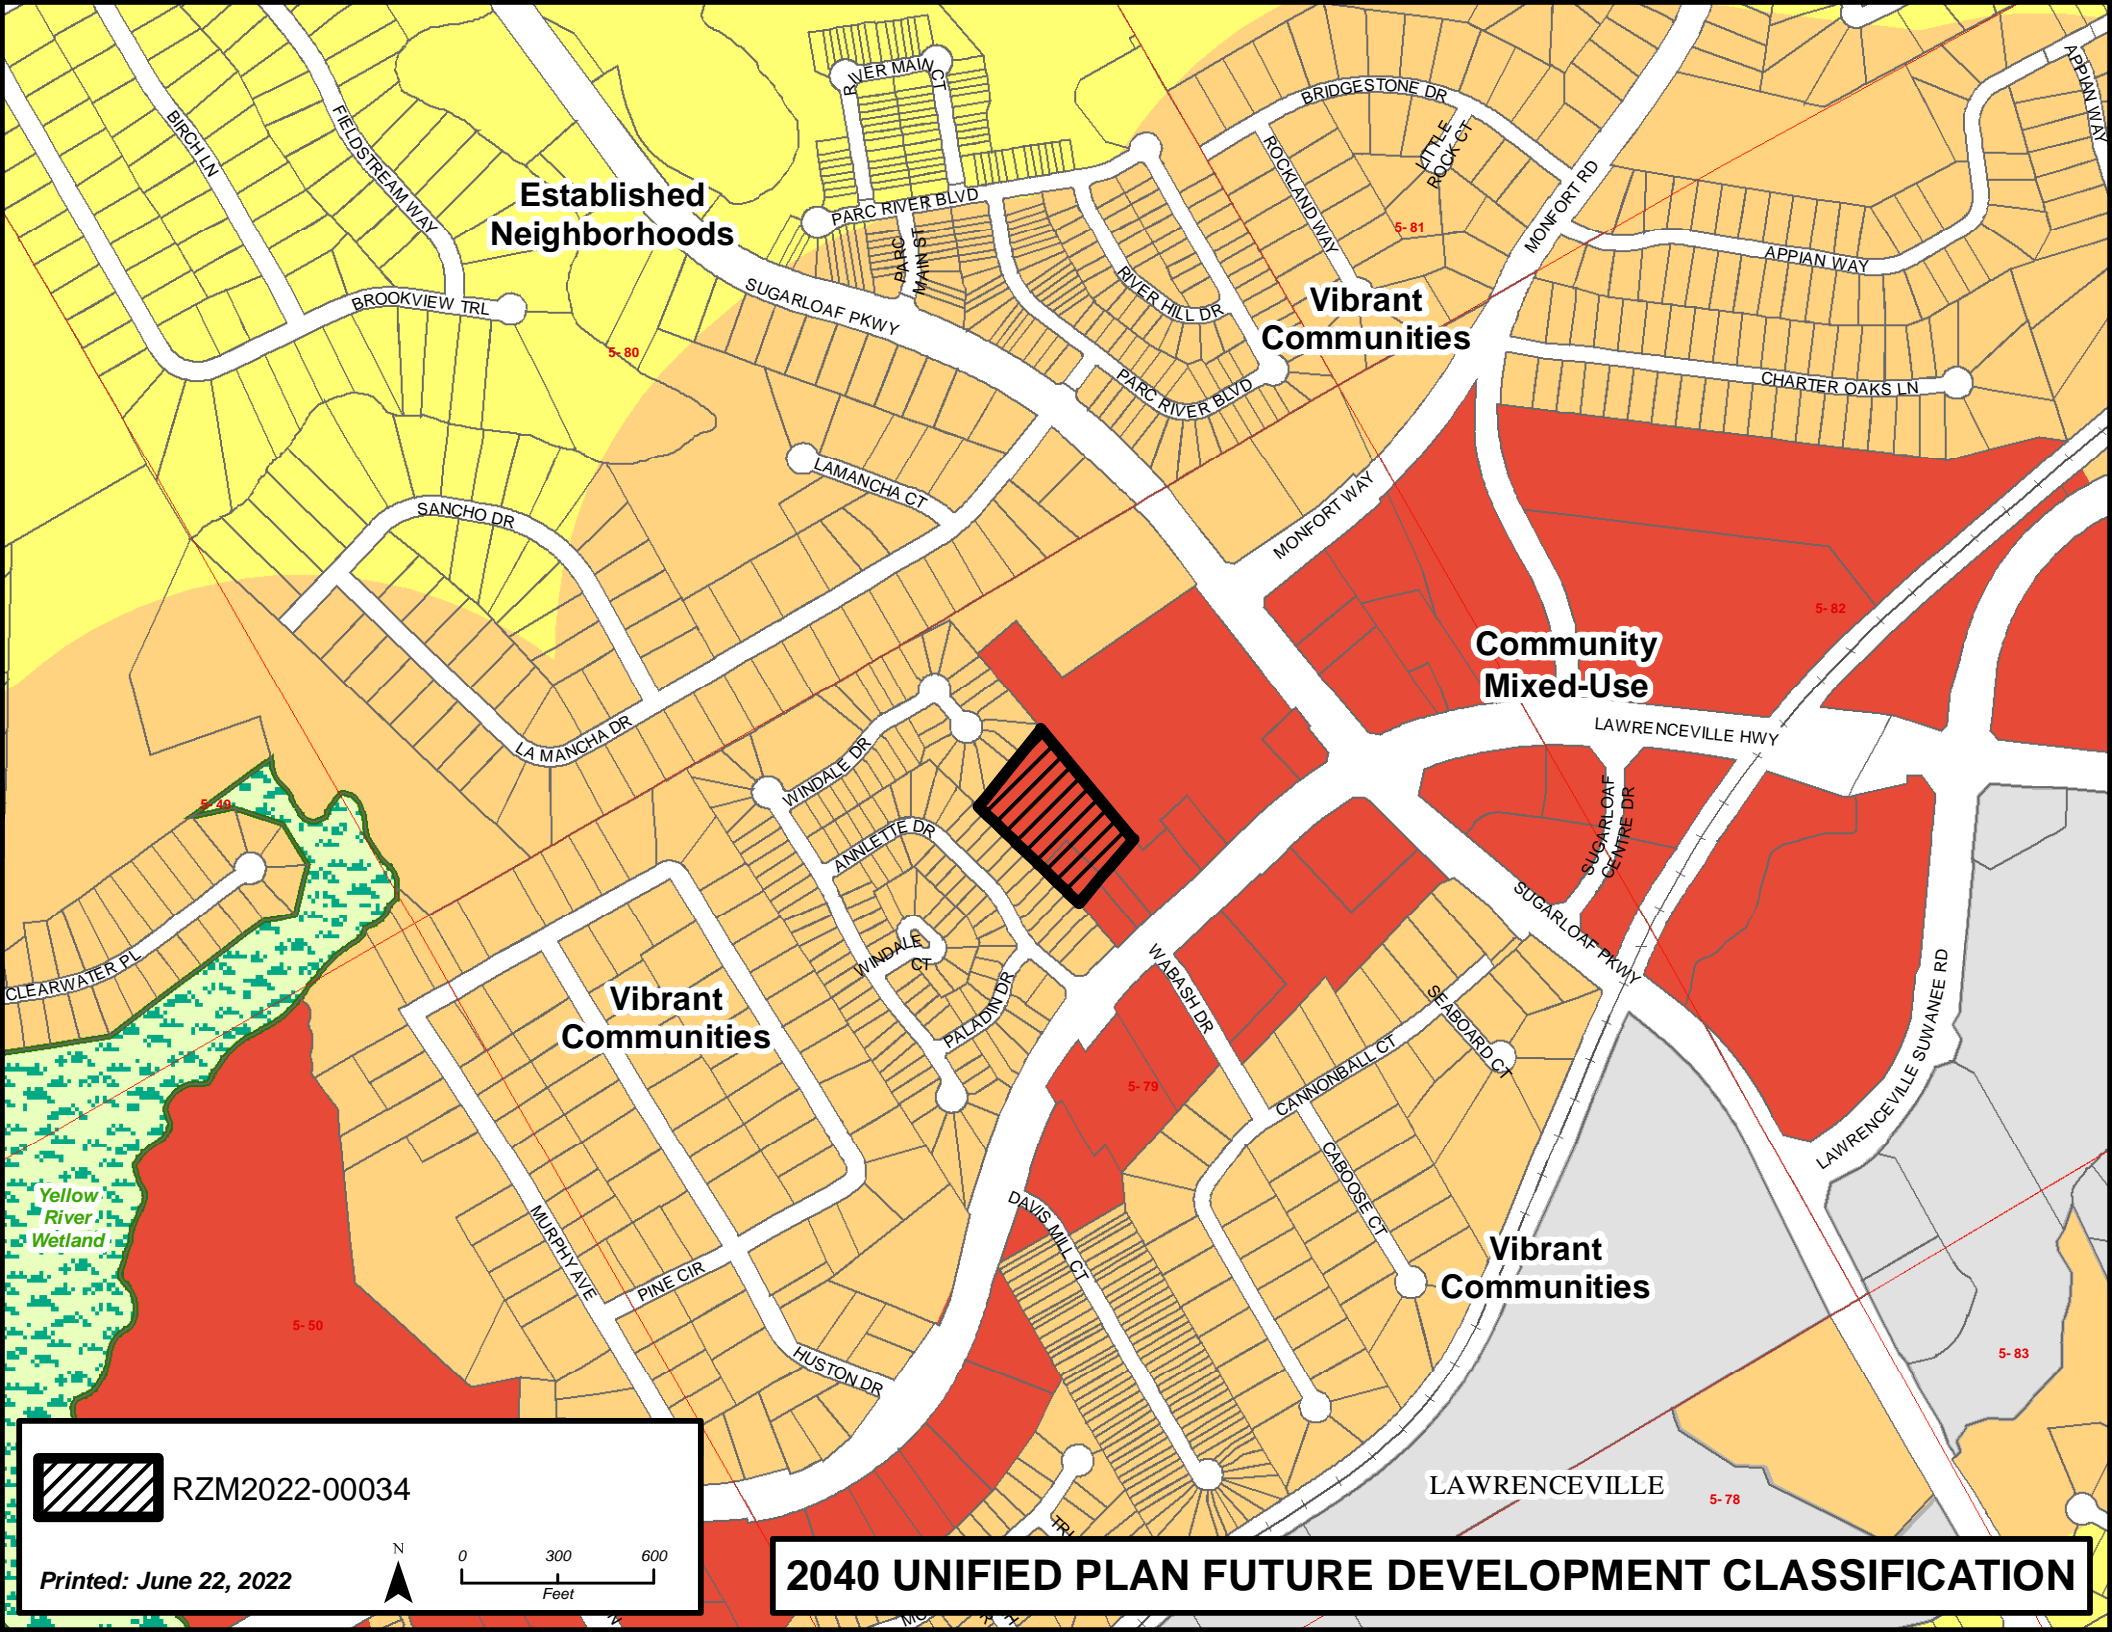 RIVER MAIN CT
BRIDGESTONE DR
APPIAN WAY
BIRCH LN
FIELDSTREAM WAY
LITTLE
ROCK CT
ROCKLAND WAY
Established
Neighborhoods
PARC RIVER BLVD
MONFORT RD
5- 81
PARC
MAIN ST
APPIAN WAY
RIVER HILL DR
Vibrant
Communities
BROOKVIEW TRL
SUGARLOAF PKWY
5- 80
PARC RIVER BLVD
CHARTER OAKS LN
LAMANCHA CT
SANCHO DR
MONFORT WAY
5- 82
Community
Mixed-Use
LAWRENCEVILLE HWY
LA MANCHA DR
WINDALE DR
5- 49
ANNLETTE DR
SUGARLOAF
CENTRE DR
SUGARLOAF PKWY
WINDALE
CT
CLEARWATER PL
WABASH DR
PALADIN DR
SEABOARD CT
Vibrant
Communities
LAWRENCEVILLE SUWANEE RD
CANNONBALL CT
5- 79
CABOOSE CT
Yellow
River
Wetland
DAVIS MILL CT
MURPHY AVE
Vibrant
Communities
PINE CIR
5- 50
HUSTON DR
5- 83
LAWRENCEVILLE
5- 78
RZM2022-00034
N
0 300 600
Feet
Printed: June 22, 2022
2040 UNIFIED PLAN FUTURE DEVELOPMENT CLASSIFICATION